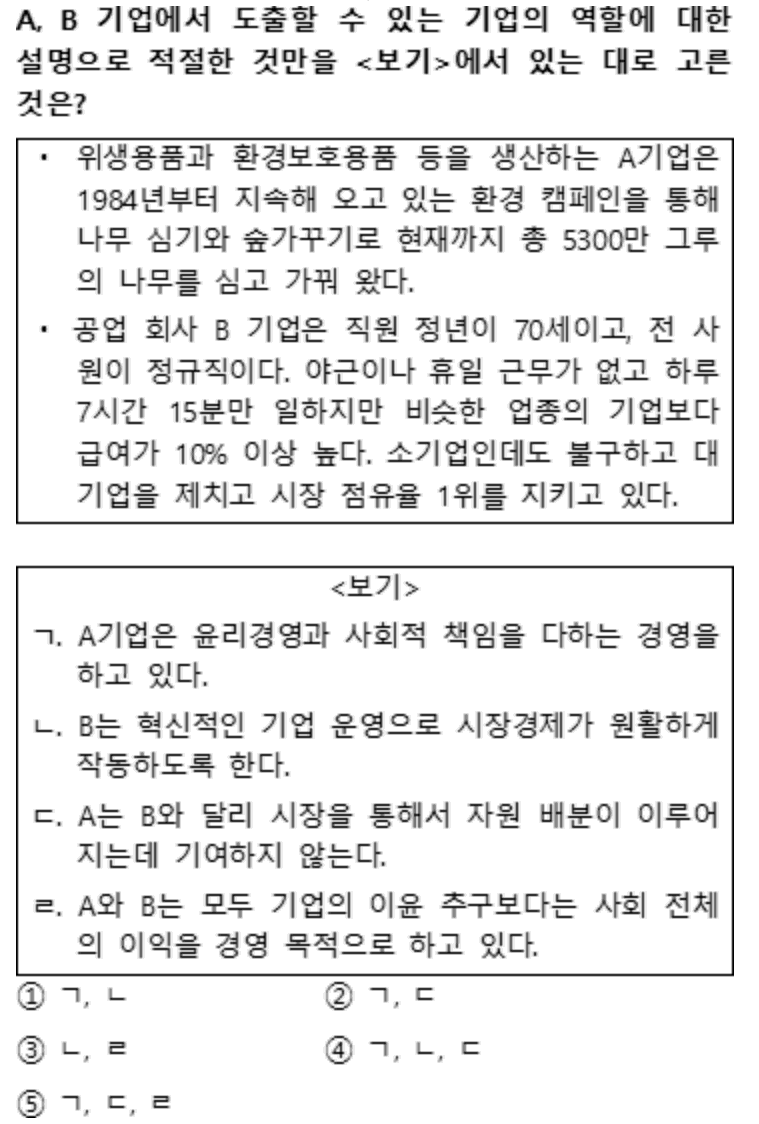 A, B 기업에서 도출할 수 있는 기업의 역할에 대한
설명으로 적절한 것만을 <보기>에서 있는 대로 고른
것은?
• 위생용품과 환경보호용품 등을 생산하는 A기업은
1984년부터 지속해 오고 있는 환경 캠페인을 통해
나무 심기와 숲가꾸기로 현재까지 총 5300만 그루
의 나무를 심고 가꿔 왔다.
• 공업 회사 B 기업은 직원 정년이 70세이고, 전 사
원이 정규직이다. 야근이나 휴일 근무가 없고 하루
7시간 15분만 일하지만 비슷한 업종의 기업보다
급여가 10% 이상 높다. 소기업인데도 불구하고 대
기업을 제치고 시장 점유율 1위를 지키고 있다.
<보기>
ㄱ. A기업은 윤리경영과 사회적 책임을 다하는 경영을
하고 있다.
ㄴ. B는 혁신적인 기업 운영으로 시장경제가 원활하게
작동하도록 한다.
ㄷ. A는 B와 달리 시장을 통해서 자원 배분이 이루어
지는데 기여하지 않는다.
ㄹ. A와 B는 모두 기업의 이윤 추구보다는 사회 전체
의 이익을 경영 목적으로 하고 있다.
① ㄱ, ㄴ ② ㄱ, ㄷ
③ ㄴ, ㄹ ④ ㄱ, ㄴ, ㄷ
⑤ ㄱ, ㄷ, ㄹ